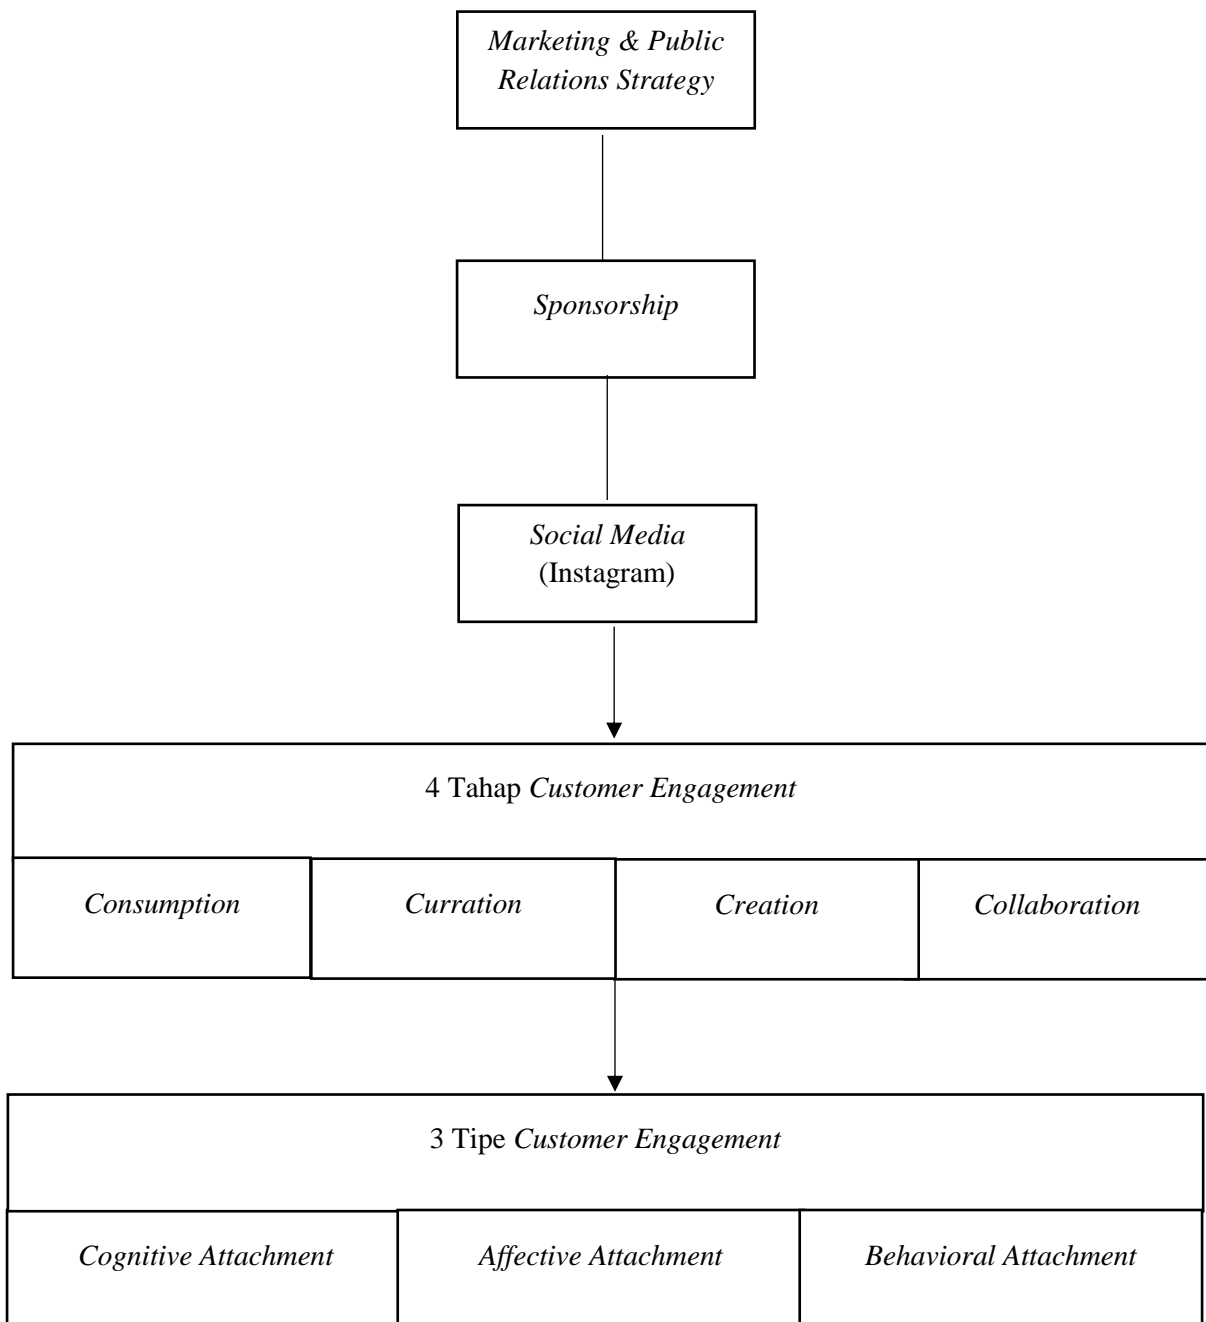 Marketing & Public
Relations Strategy
Sponsorship
Social Media
(Instagram)
4 Tahap Customer Engagement
Consumption
Curration
Creation
Collaboration
3 Tipe Customer Engagement
Cognitive Attachment
Affective Attachment
Behavioral Attachment